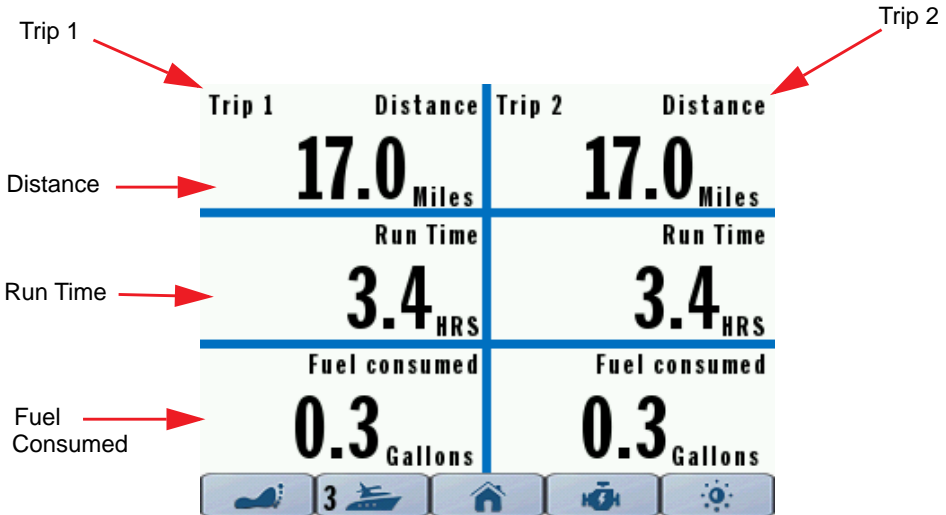 Trip 1
Trip 2
Trip 1 Distance Trip 2 Distance
Distance
17.0 Miles 17.0 Miles
Run Time Run Time
Run Time
3.4 HRS 3.4 HRS
Fuel consumed Fuel consumed
Fuel
Consumed
0.3 Gallons 0.3 Gallons
3